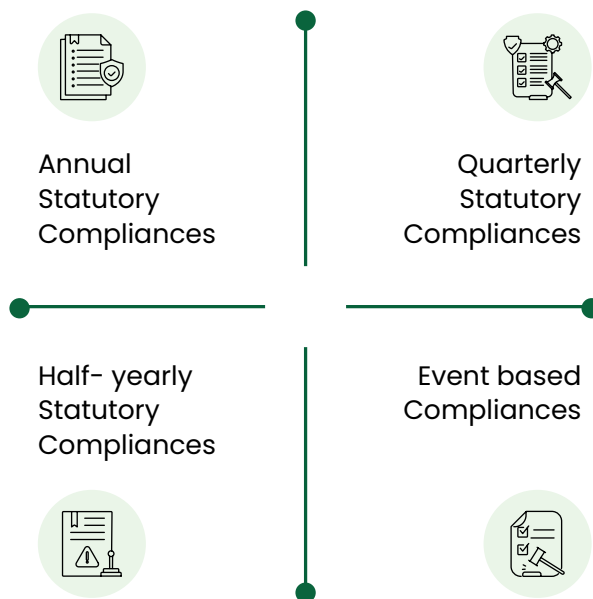 Annual
Statutory
Compliances
Quarterly
Statutory
Compliances
Half- yearly
Statutory
Compliances
Event based
Compliances